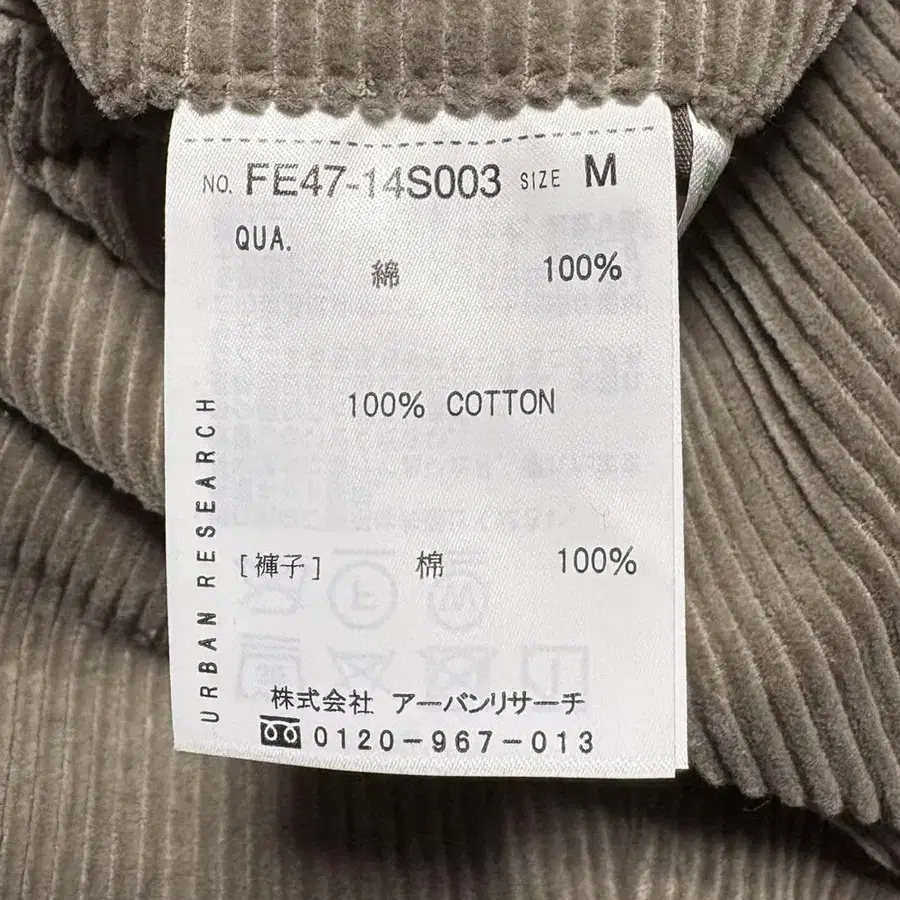 NO. FE47-14S003 SIZE M
QUA.
綿 100%
100% COTTON
URBAN RESEARCH
[褲子] 棉 100%
株式会社 アーバンリサーチ
0120-967-013